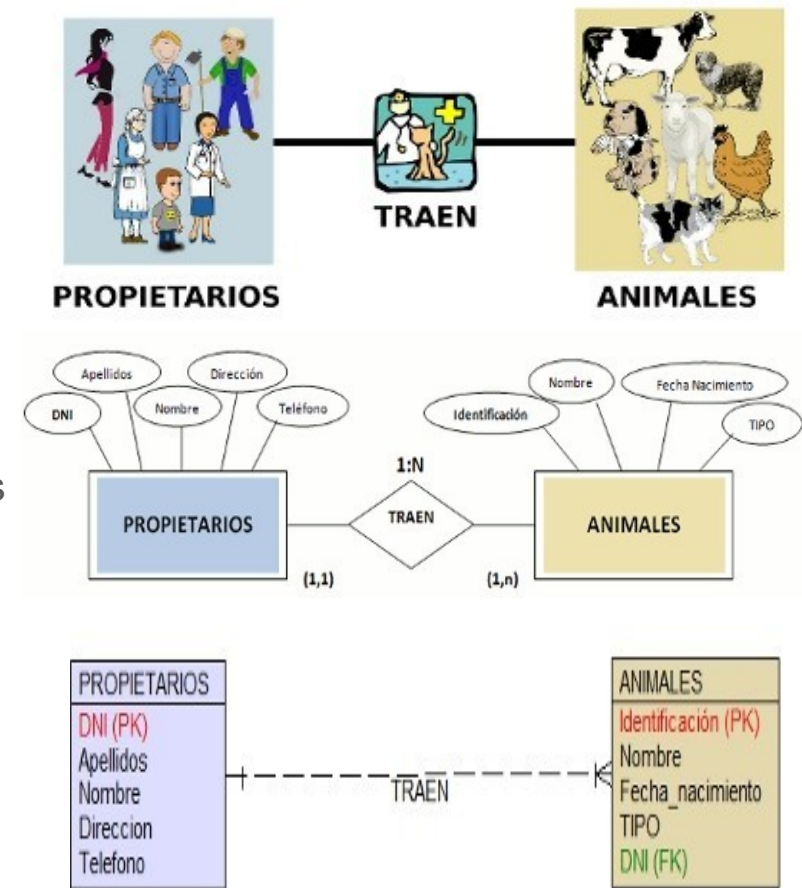 TRAEN
PROPIETARIOS
ANIMALES
Apellidos
Dirección
DNI
Nombre
Teléfono
Nombre
Fecha Nacimiento
Identificación
TIPO
s
1:N
PROPIETARIOS
TRAEN
ANIMALES
(1,1)
(1,n)
PROPIETARIOS
DNI (PK)
Apellidos
Nombre
Direccion
Telefono
TRAEN
ANIMALES
Identificación (PK)
Nombre
Fecha_nacimiento
TIPO
DNI (FK)